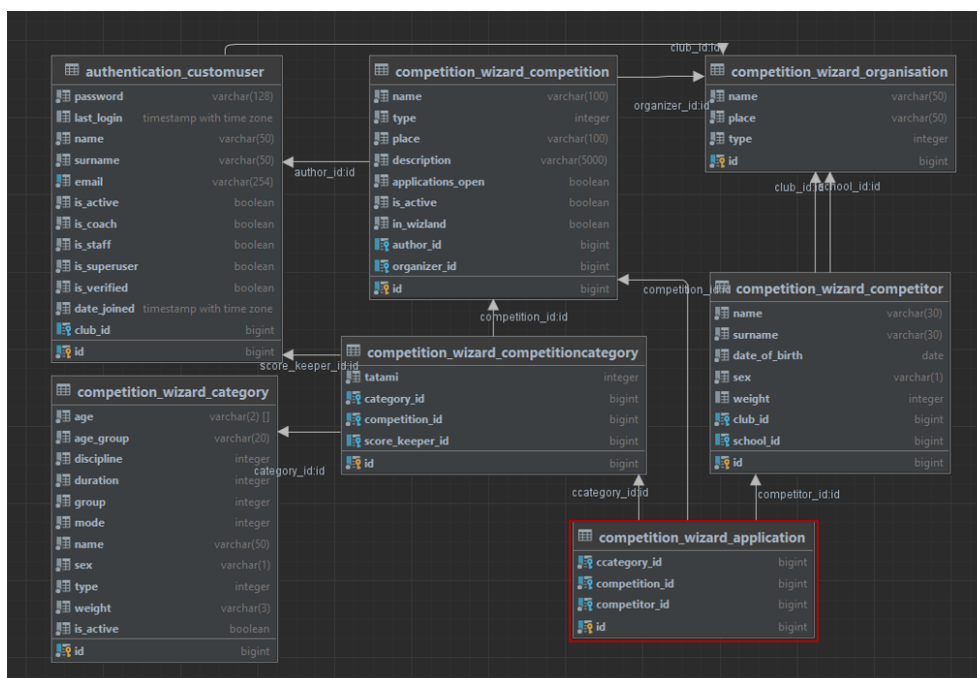 club_id:id
authentication_customuser
password varchar(128)
last_login timestamp with time zone
name varchar(50)
surname varchar(50)
email varchar(254)
is_active boolean
is_coach boolean
is_staff boolean
is_superuser boolean
is_verified boolean
date_joined timestamp with time zone
club_id bigint
id bigint
author_id:id
competition_wizard_competition
name varchar(100)
type integer
place varchar(100)
description varchar(5000)
applications_open boolean
is_active boolean
in_wizland boolean
author_id bigint
organizer_id bigint
id bigint
organizer_id:id
competition_wizard_organisation
name varchar(50)
place varchar(50)
type integer
id bigint
club_id:id
school_id:id
competition_id:id
competition_id:id
competition_wizard_competitor
name varchar(30)
surname varchar(30)
date_of_birth date
sex varchar(1)
weight integer
club_id bigint
school_id bigint
id bigint
score_keeper_id:id
competition_wizard_competitioncategory
tatami integer
category_id bigint
competition_id bigint
score_keeper_id bigint
id bigint
competition_wizard_category
age varchar(2) []
age_group varchar(20)
discipline integer
duration integer
group integer
mode integer
name varchar(50)
sex varchar(1)
type integer
weight varchar(3)
is_active boolean
id bigint
category_id:id
ccategory_id:id
competitor_id:id
competition_wizard_application
ccategory_id bigint
competition_id bigint
competitor_id bigint
id bigint